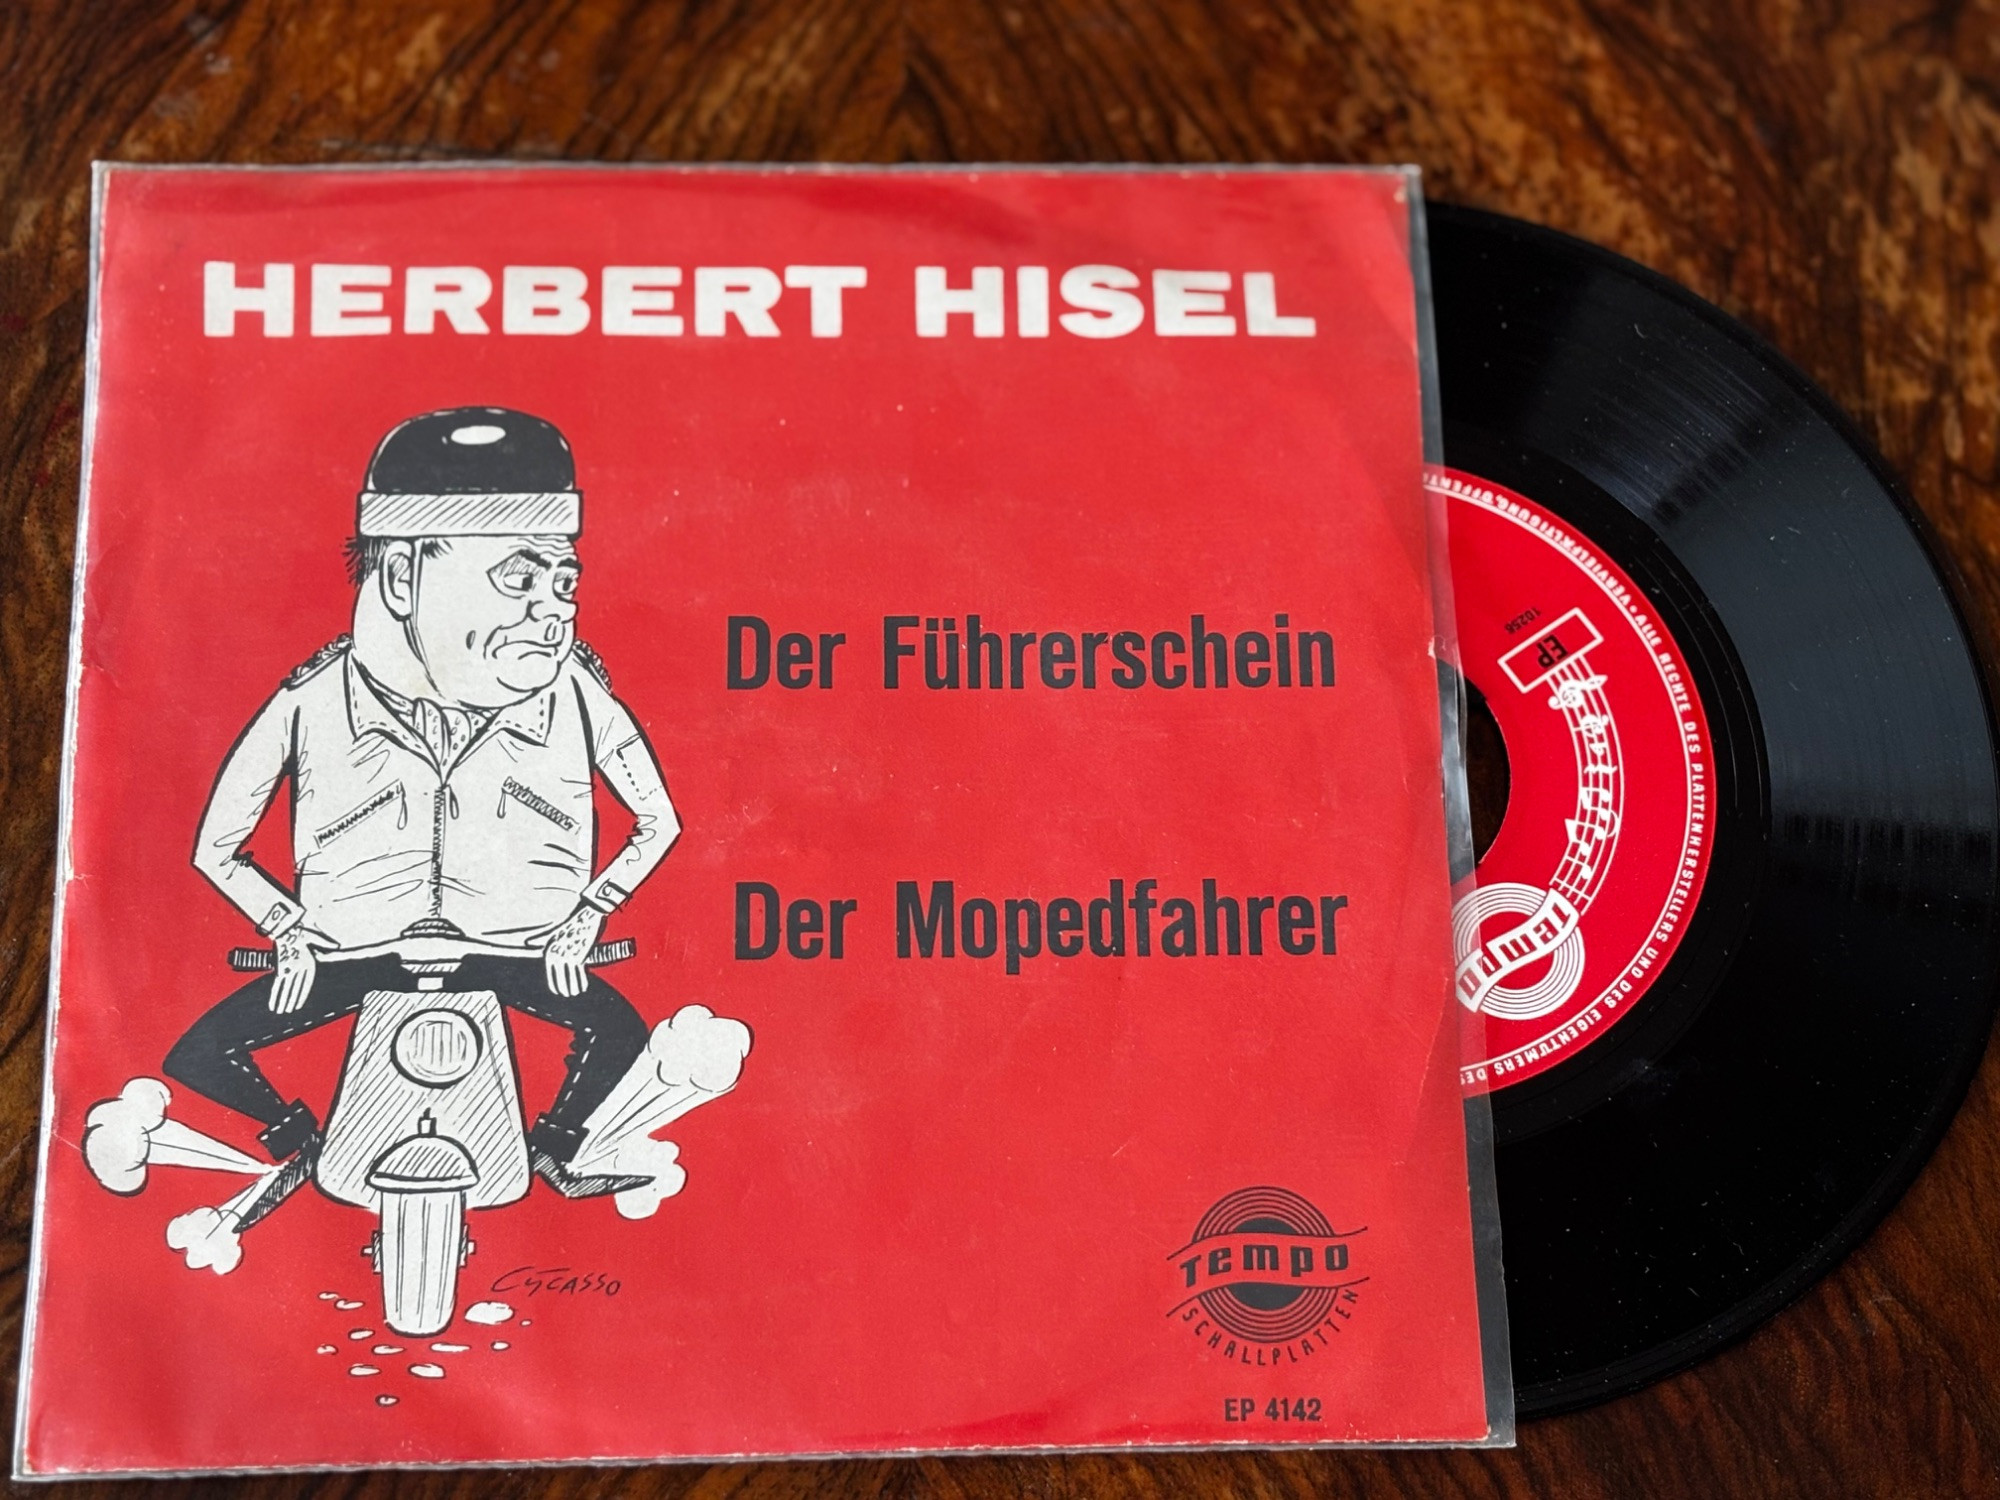 HERBERT HISEL
Der Führerschein
Der Mopedfahrer
CYCASSO
Tempo
SCHALLPLATTEN
EP 4142
VERVIELFÄLTIGUNG,
ALLE RECHTE DES PLATTENHERSTELLERS UND DES EIGENTÜMERS DES
10256
EP
Tempo